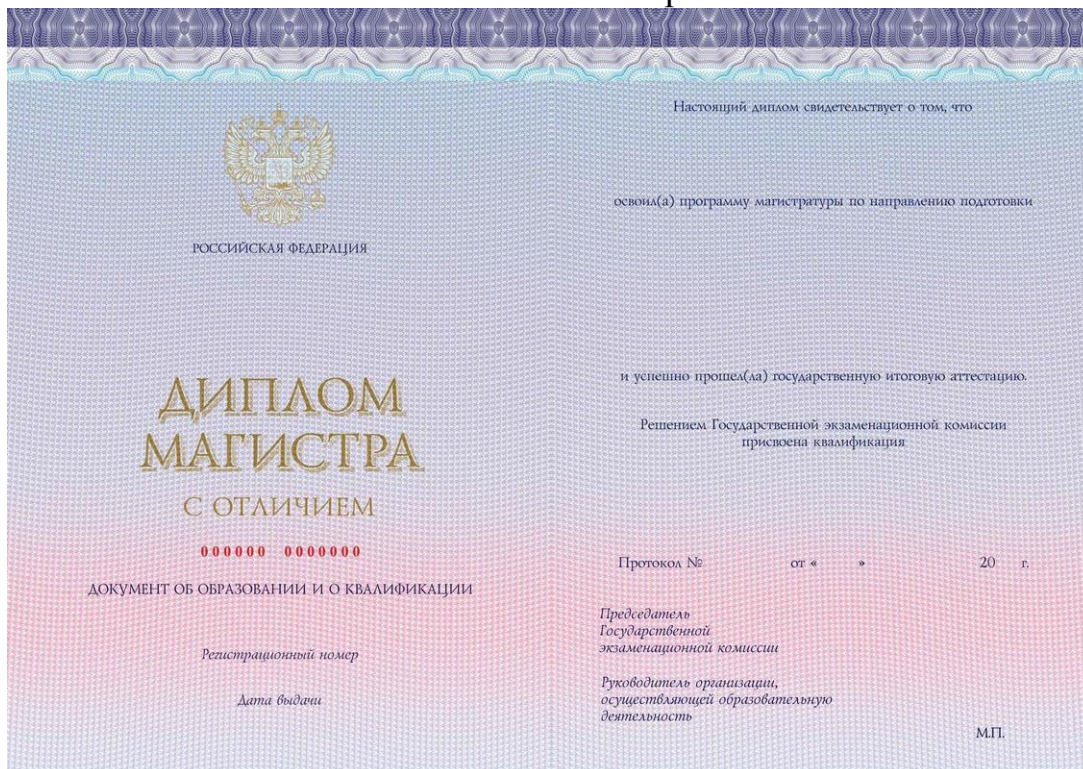 РОССИЙСКАЯ ФЕДЕРАЦИЯ
ДИПЛОМ
МАГИСТРА
С ОТЛИЧИЕМ
000000 0000000
ДОКУМЕНТ ОБ ОБРАЗОВАНИИ И О КВАЛИФИКАЦИИ
Регистрационный номер
Дата выдачи
Настоящий диплом свидетельствует о том, что
освоил(а) программу магистратуры по направлению подготовки
и успешно прошел(ла) государственную итоговую аттестацию.
Решением Государственной экзаменационной комиссии
присвоена квалификация
Протокол № от « » 20 г.
Председатель
Государственной
экзаменационной комиссии
Руководитель организации,
осуществляющей образовательную
деятельность
М.П.